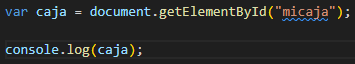 var caja = document.getElementById("micaja");
console.log(caja);